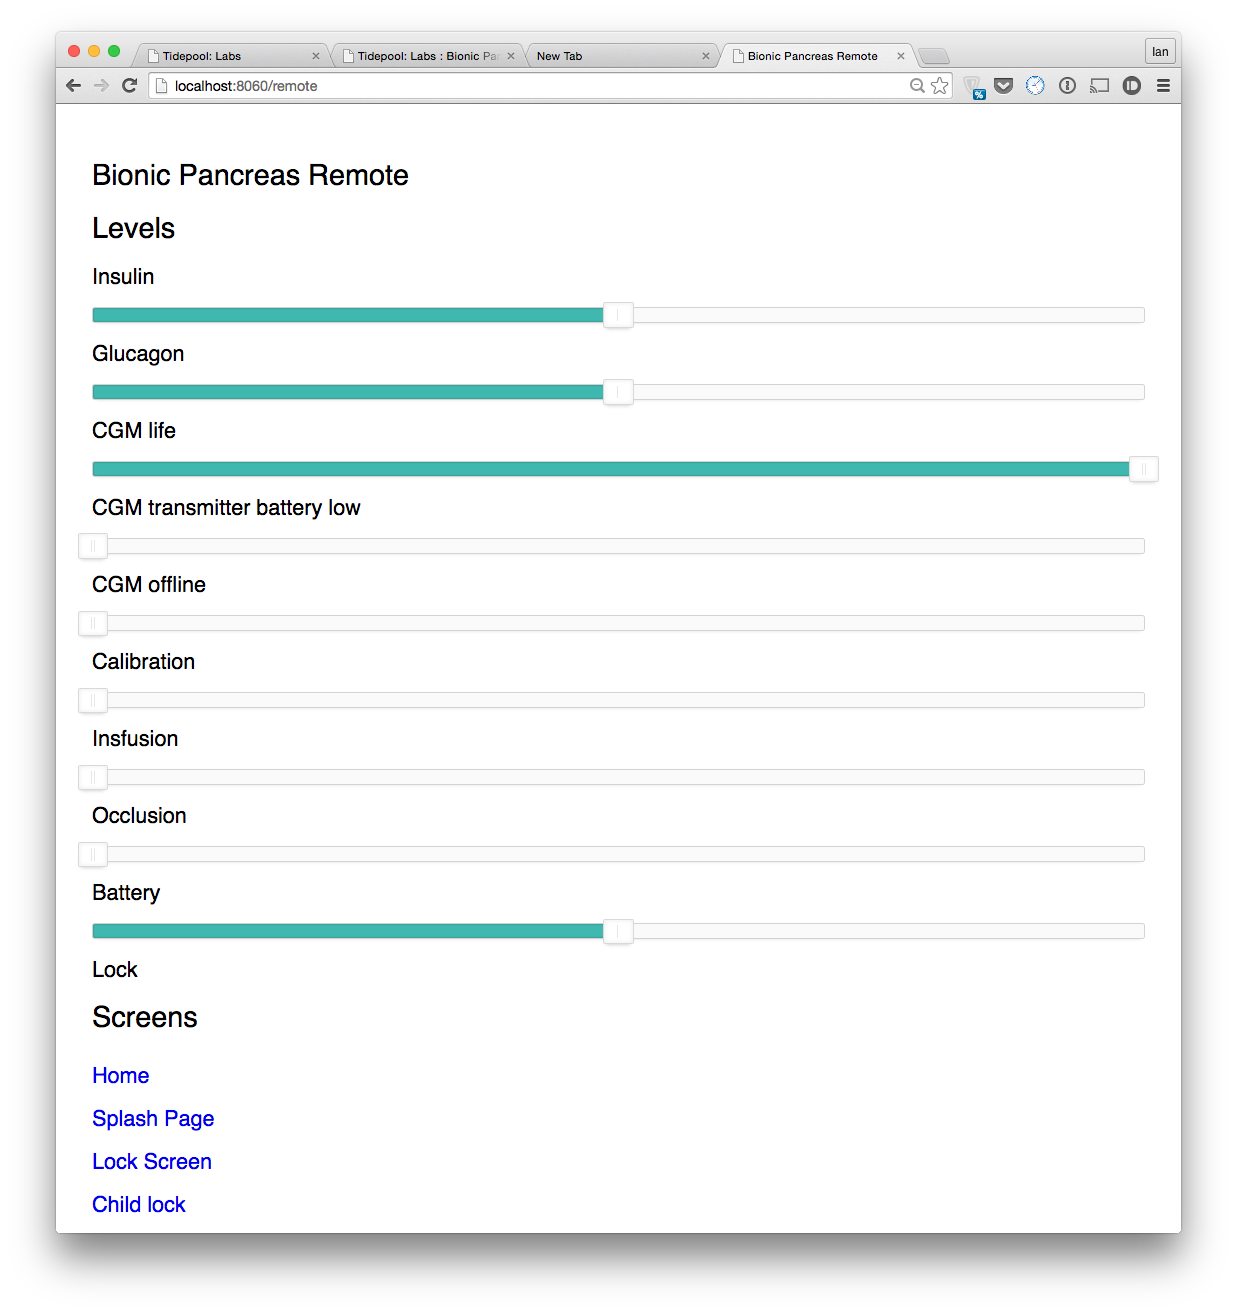 Tidepool: Labs
Tidepool: Labs : Bionic Pan
New Tab
Bionic Pancreas Remote
Ian
localhost:8060/remote
%
Bionic Pancreas Remote
Levels
Insulin
Glucagon
CGM life
CGM transmitter battery low
CGM offline
Calibration
Insfusion
Occlusion
Battery
Lock
Screens
Home
Splash Page
Lock Screen
Child lock